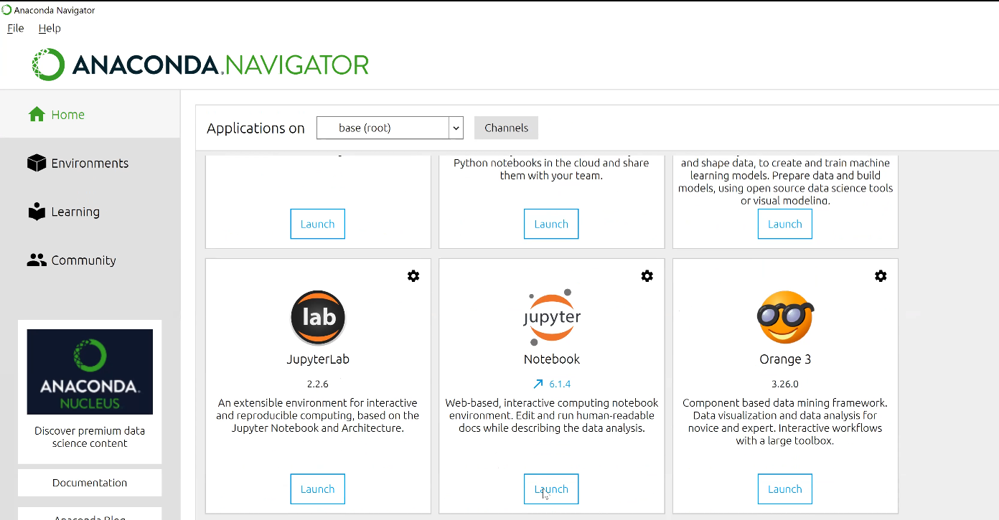 Anaconda Navigator
File Help
ANACONDA.NAVIGATOR
Home
Environments
Learning
Community
ANACONDA.
NUCLEUS
Discover premium data
science content
Documentation
Applications on base (root) Channels
Launch
Python notebooks in the cloud and share
them with your team.
Launch
and shape data, to create and train machine
learning models. Prepare data and build
models, using open source data science tools
or visual modeling.
Launch
lab
JupyterLab
2.2.6
An extensible environment for interactive
and reproducible computing, based on the
Jupyter Notebook and Architecture.
Launch
jupyter
Notebook
6.1.4
Web-based, interactive computing notebook
environment. Edit and run human-readable
docs while describing the data analysis.
Launch
Orange 3
3.26.0
Component based data mining framework.
Data visualization and data analysis for
novice and expert. Interactive workflows
with a large toolbox.
Launch